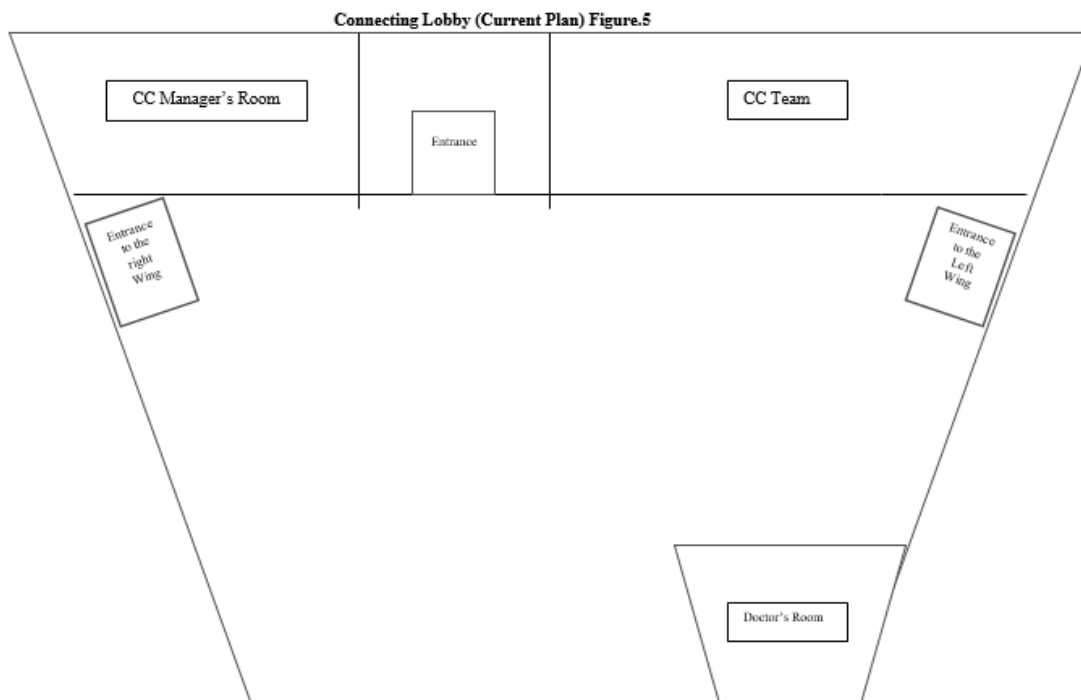 Connecting Lobby (Current Plan) Figure.5
CC Manager’s Room
CC Team
Entrance
Entrance
to the
right
Wing
Entrance
to the
Left
Wing
Doctor’s Room